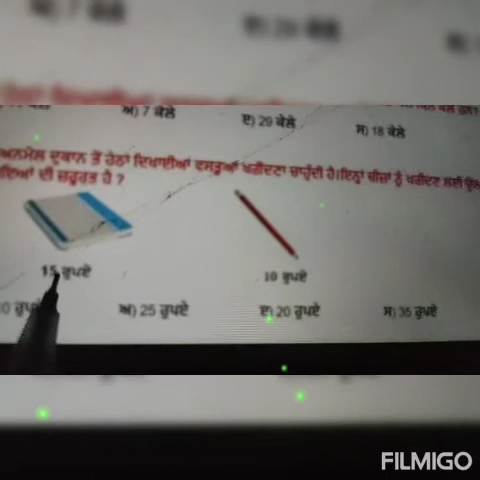 ਅ) 7 ਕੇਲੇ
ੲ) 29 ਕੇਲੇ
ਸ) 18 ਕੇਲੇ
ਅਨਮੋਲ ਦੁਕਾਨ ਤੋਂ ਹੇਠਾਂ ਦਿਖਾਈਆਂ ਵਸਤੂਆਂ ਖਰੀਦਣਾ ਚਾਹੁੰਦੀ ਹੈ।ਇਨ੍ਹਾਂ ਚੀਜ਼ਾਂ ਨੂੰ ਖਰੀਦਣ ਲਈ
ਦੀ ਜ਼ਰੂਰਤ ਹੈ ?
15 ਰੁਪਏ
10 ਰੁਪਏ
ਅ) 25 ਰੁਪਏ
ੲ) 20 ਰੁਪਏ
ਸ) 35 ਰੁਪਏ
FILMIGO